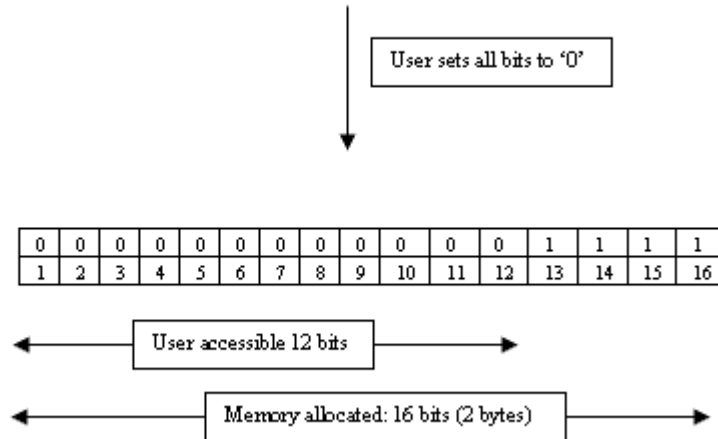 User sets all bits to ‘0’
0 0 0 0 0 0 0 0 0 0 0 0 1 1 1 1
1 2 3 4 5 6 7 8 9 10 11 12 13 14 15 16
User accessible 12 bits
Memory allocated: 16 bits (2 bytes)